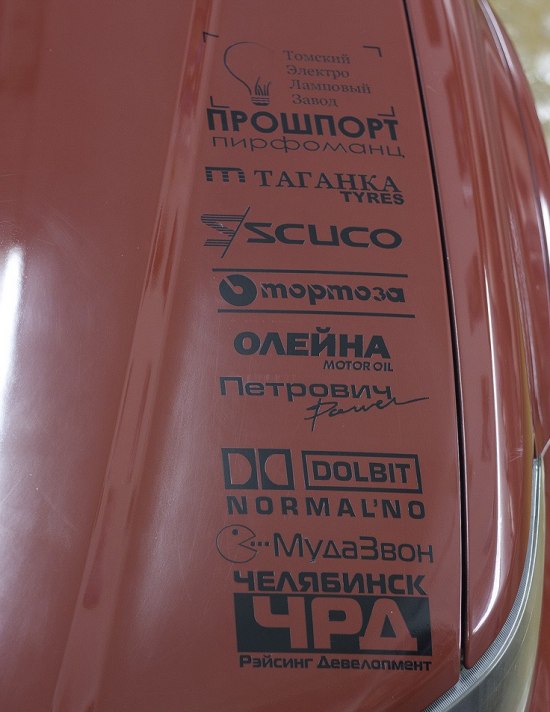 Томский
Электро
Ламповый
Завод
ПРОШПОРТ
пирфоманц
m ТАГАНКА
TYRES
scuco
тормоза
ОЛЕЙНА
MOTOR OIL
Петрович
Power
DOLBIT
NORMAL'NO
МудаЗвон
ЧЕЛЯБИНСК
ЧРД
Рэйсинг Девелопмент